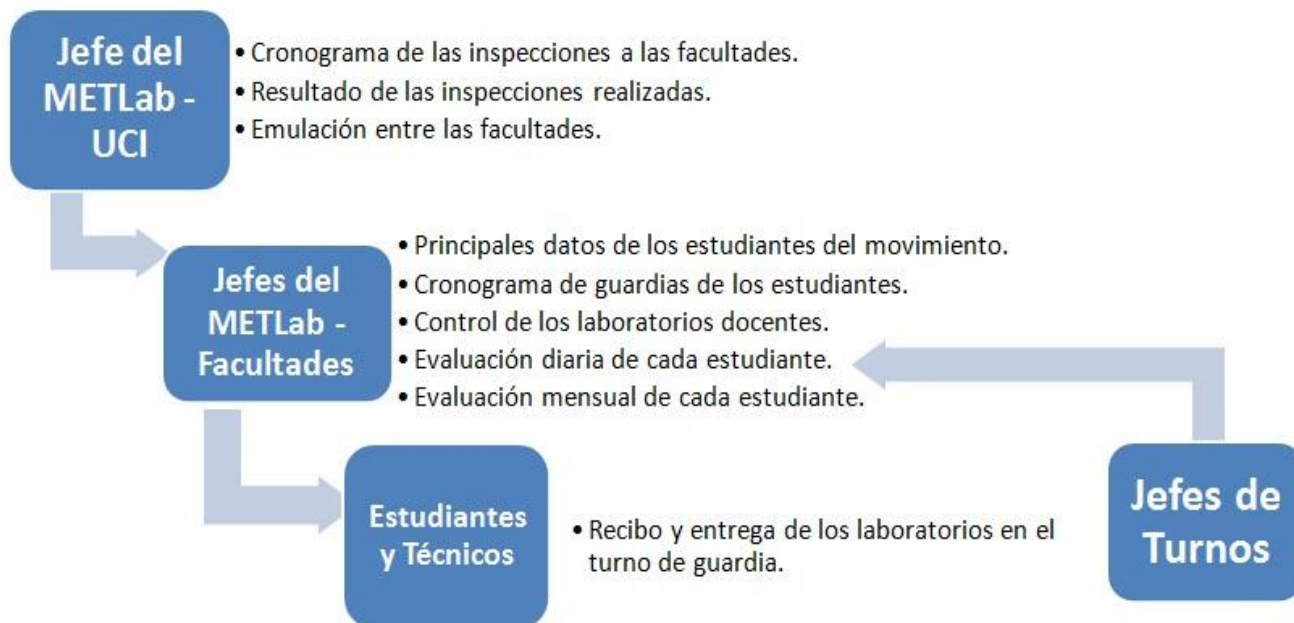 Jefe del
METLab -
UCI
• Cronograma de las inspecciones a las facultades.
• Resultado de las inspecciones realizadas.
• Emulación entre las facultades.
Jefes del
METLab -
Facultades
• Principales datos de los estudiantes del movimiento.
• Cronograma de guardias de los estudiantes.
• Control de los laboratorios docentes.
• Evaluación diaria de cada estudiante.
• Evaluación mensual de cada estudiante.
Estudiantes
y Técnicos
• Recibo y entrega de los laboratorios en el
turno de guardia.
Jefes de
Turnos